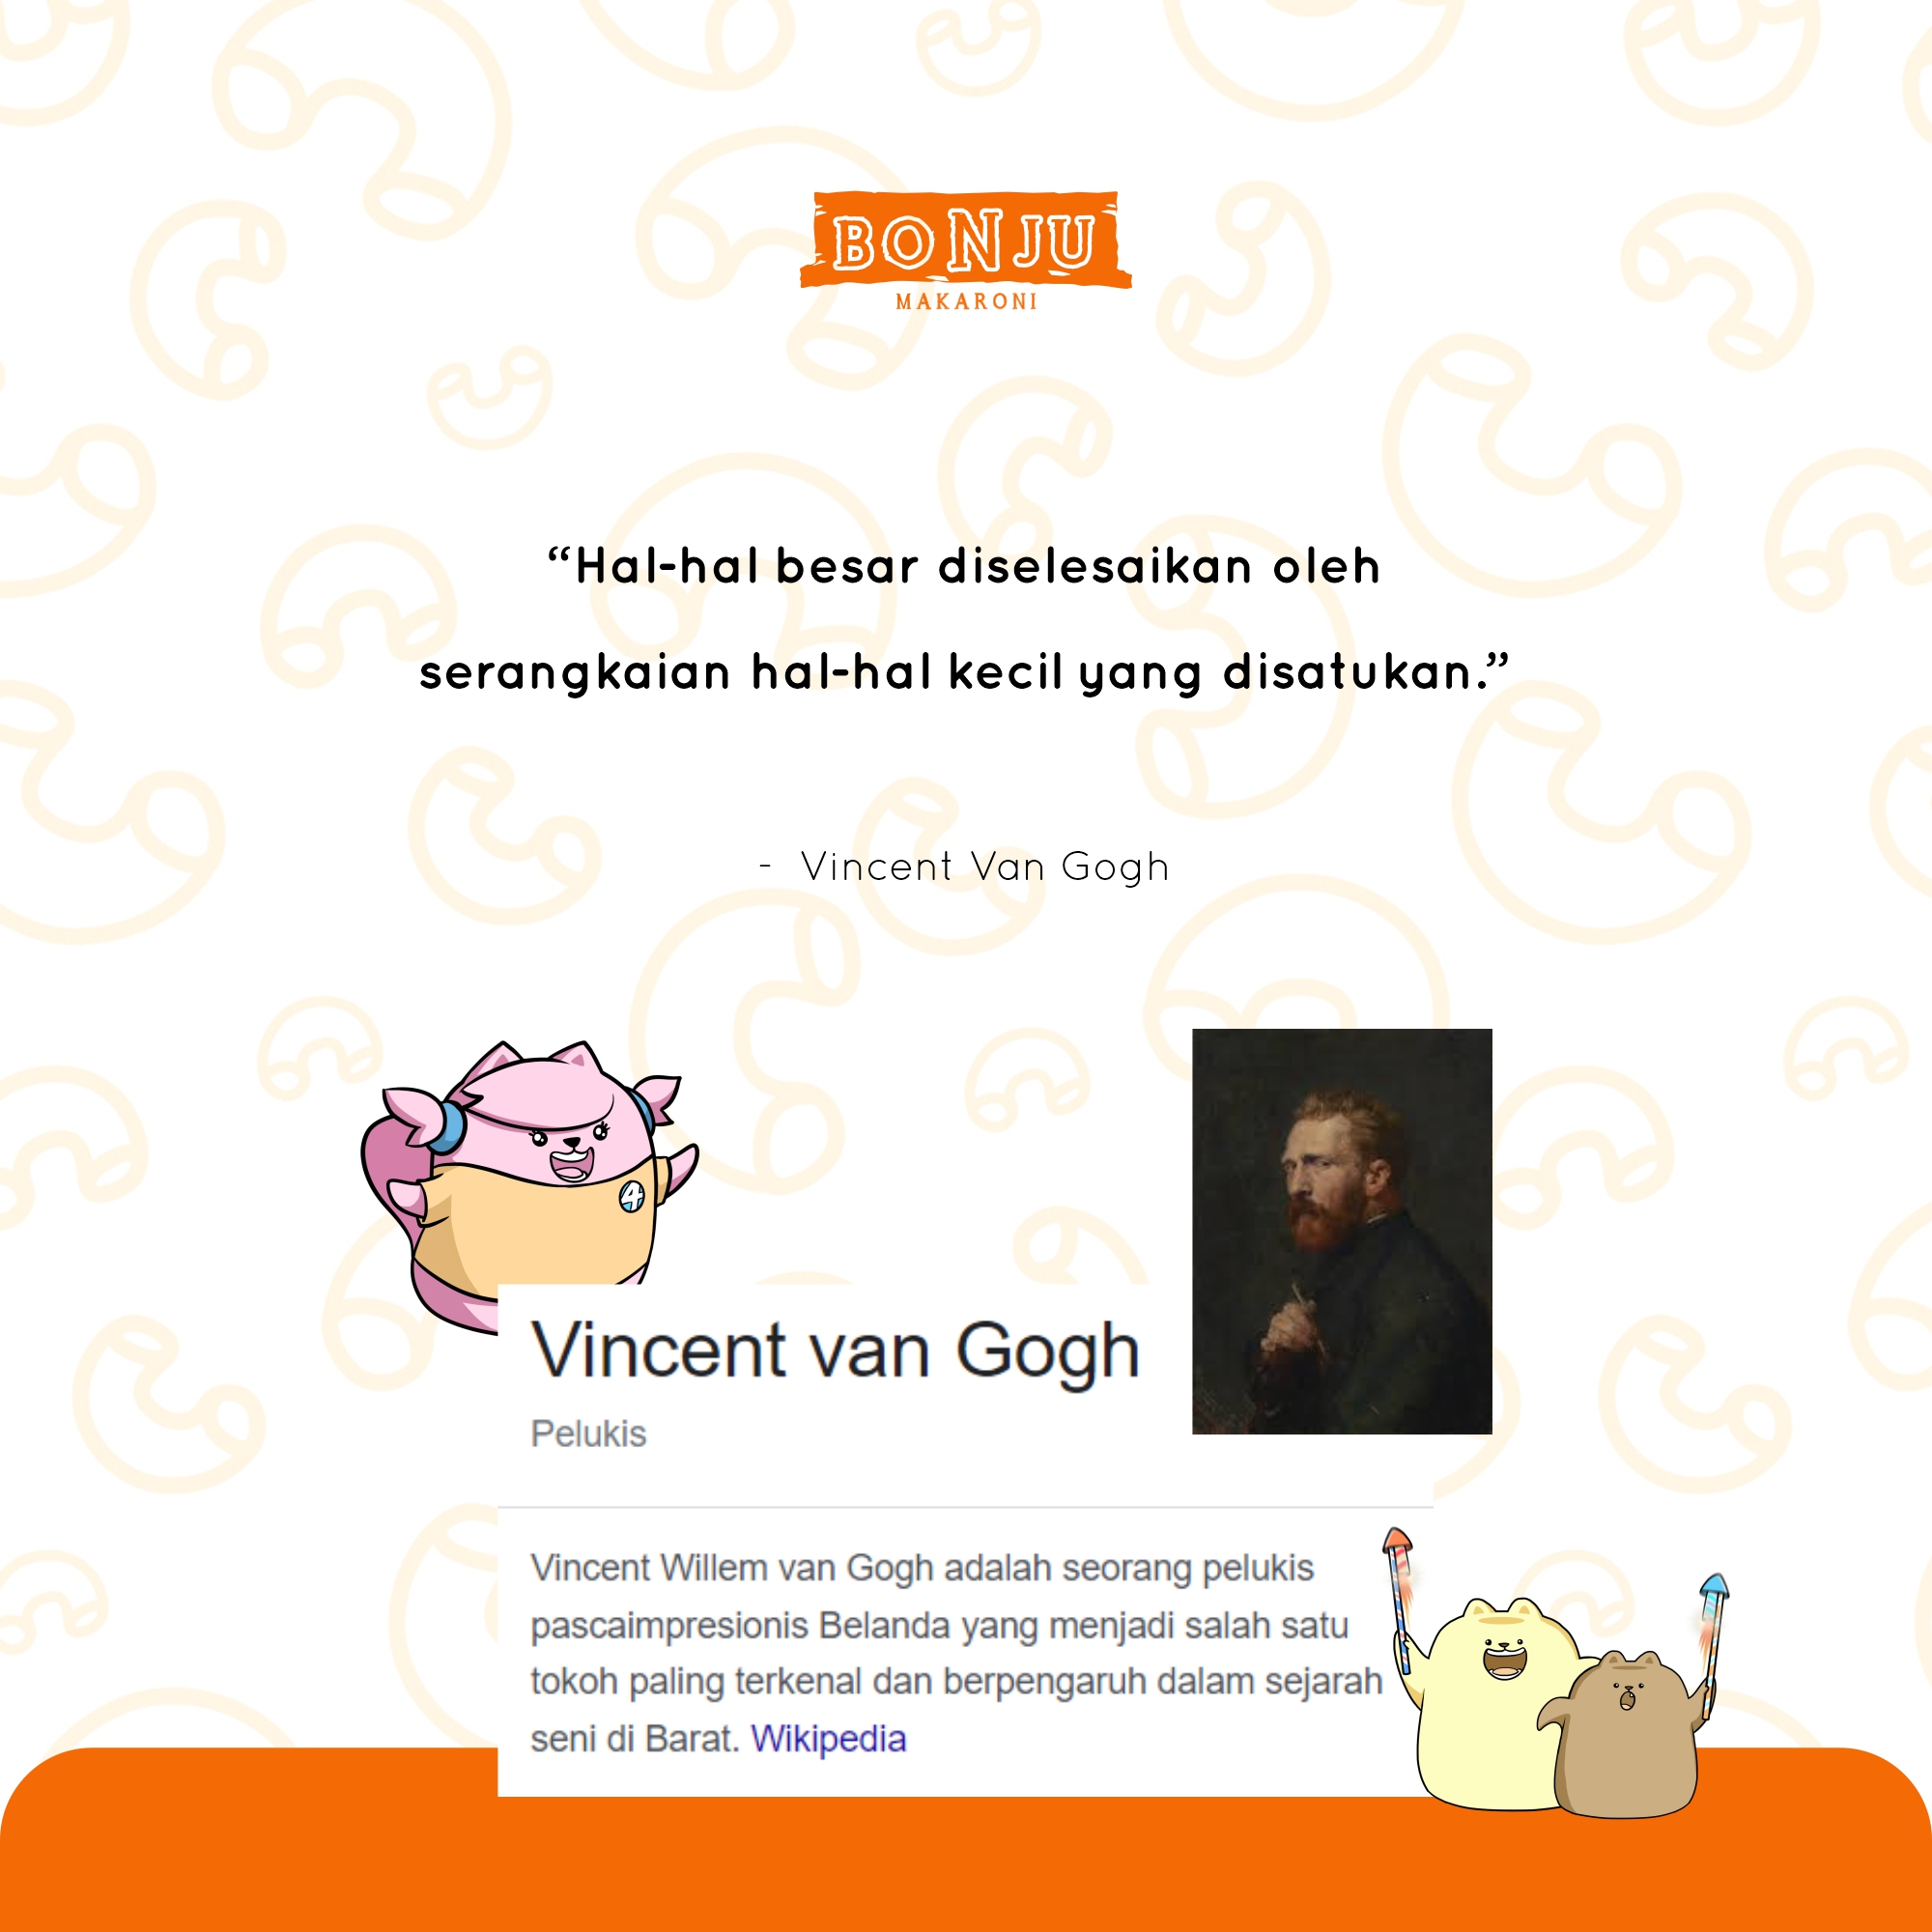 BONJU
MAKARONI
“Hal-hal besar diselesaikan oleh
serangkaian hal-hal kecil yang disatukan.”
- Vincent Van Gogh
4
Vincent van Gogh
Pelukis
Vincent Willem van Gogh adalah seorang pelukis
pascaimpresionis Belanda yang menjadi salah satu
tokoh paling terkenal dan berpengaruh dalam sejarah
seni di Barat. Wikipedia